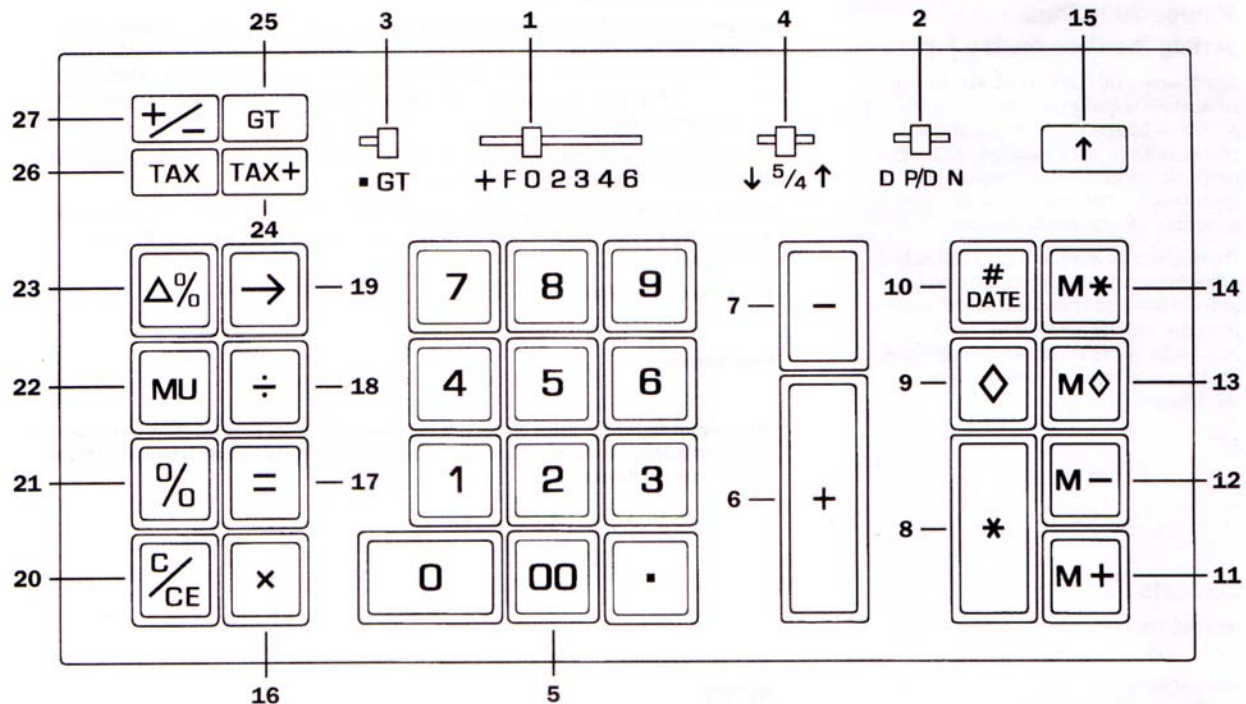 25 3 1 4 2 15
27 +/− GT
26 TAX TAX+
▪ GT
+ F 0 2 3 4 6
↓ 5/4 ↑
D P/D N
↑
24
23 Δ% → 19
7 8 9
7 −
10 # DATE M* 14
22 MU ÷ 18
4 5 6
9 ◇ M◇ 13
21 % = 17
1 2 3
6 +
8 *
M− 12
20 C/CE ×
0 00 .
M+ 11
16 5